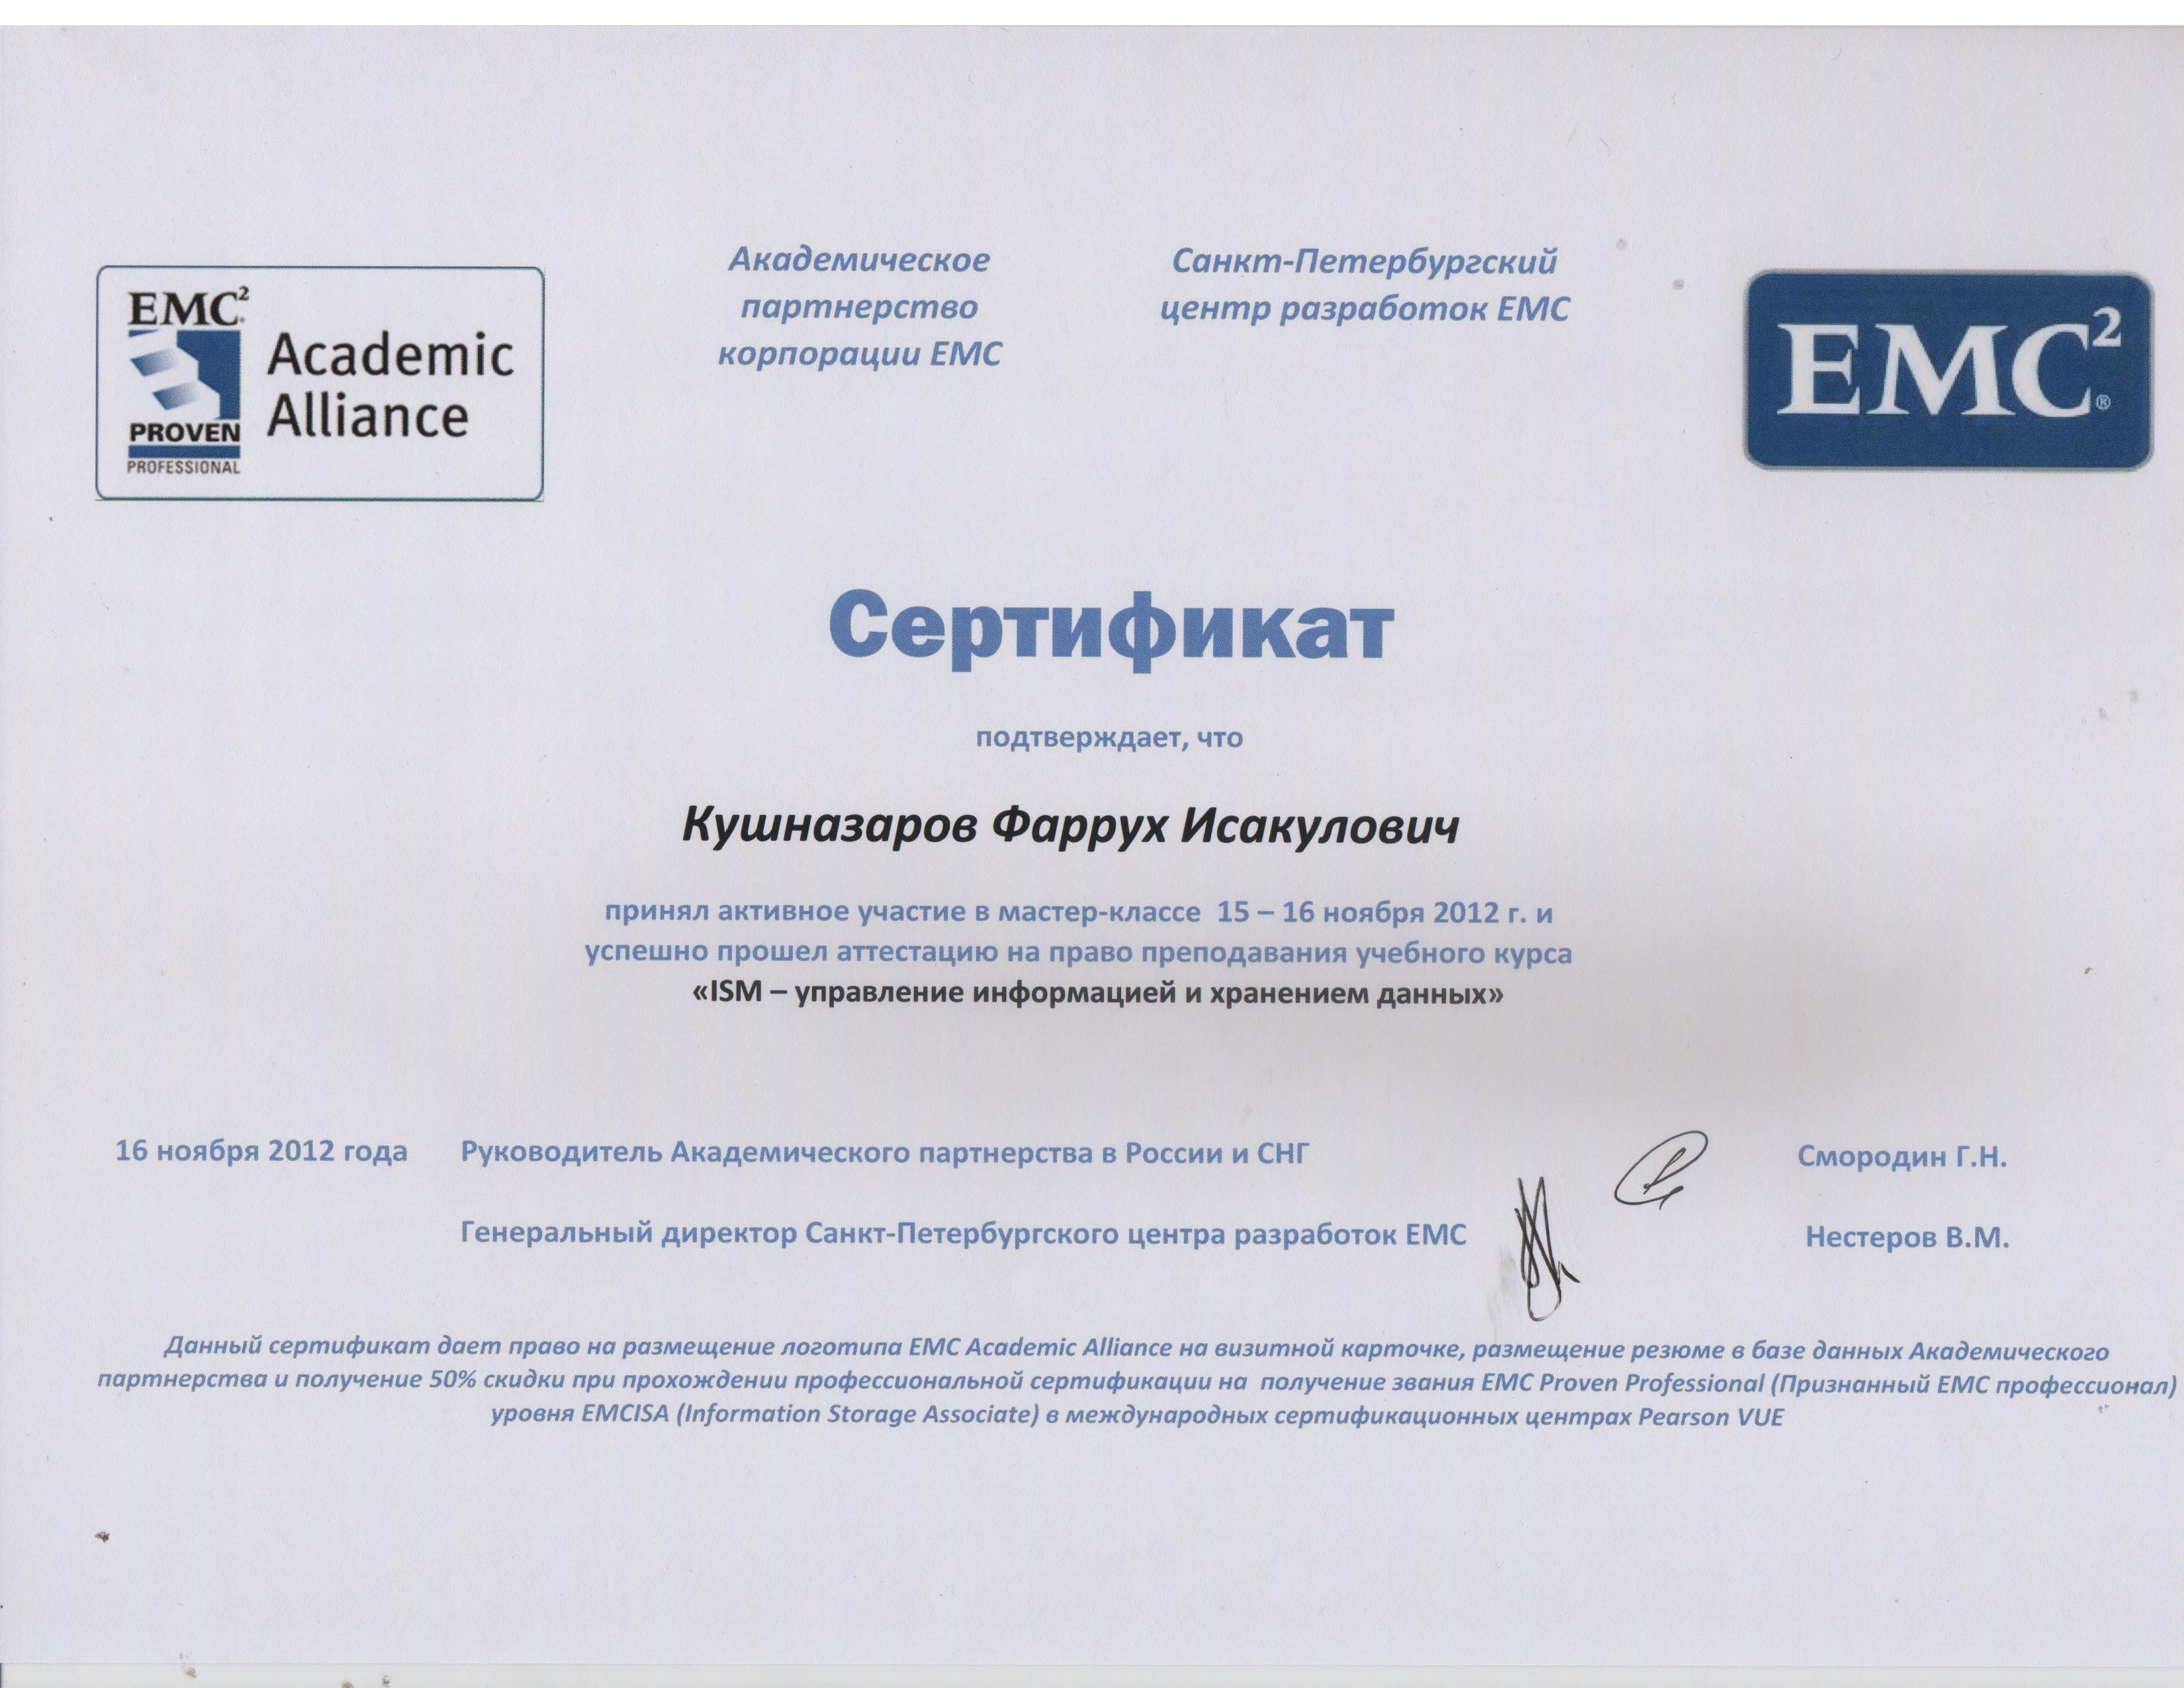 EMC²
PROVEN
PROFESSIONAL
Academic
Alliance
Академическое
партнерство
корпорации EMC
Санкт-Петербургский
центр разработок EMC
EMC²®
Сертификат
подтверждает, что
Кушназаров Фаррух Исакулович
принял активное участие в мастер-классе 15 – 16 ноября 2012 г. и
успешно прошел аттестацию на право преподавания учебного курса
«ISM – управление информацией и хранением данных»
16 ноября 2012 года Руководитель Академического партнерства в России и СНГ Смородин Г.Н.
Генеральный директор Санкт-Петербургского центра разработок EMC Нестеров В.М.
Данный сертификат дает право на размещение логотипа EMC Academic Alliance на визитной карточке, размещение резюме в базе данных Академического
партнерства и получение 50% скидки при прохождении профессиональной сертификации на получение звания EMC Proven Professional (Признанный EMC профессионал)
уровня EMCISA (Information Storage Associate) в международных сертификационных центрах Pearson VUE